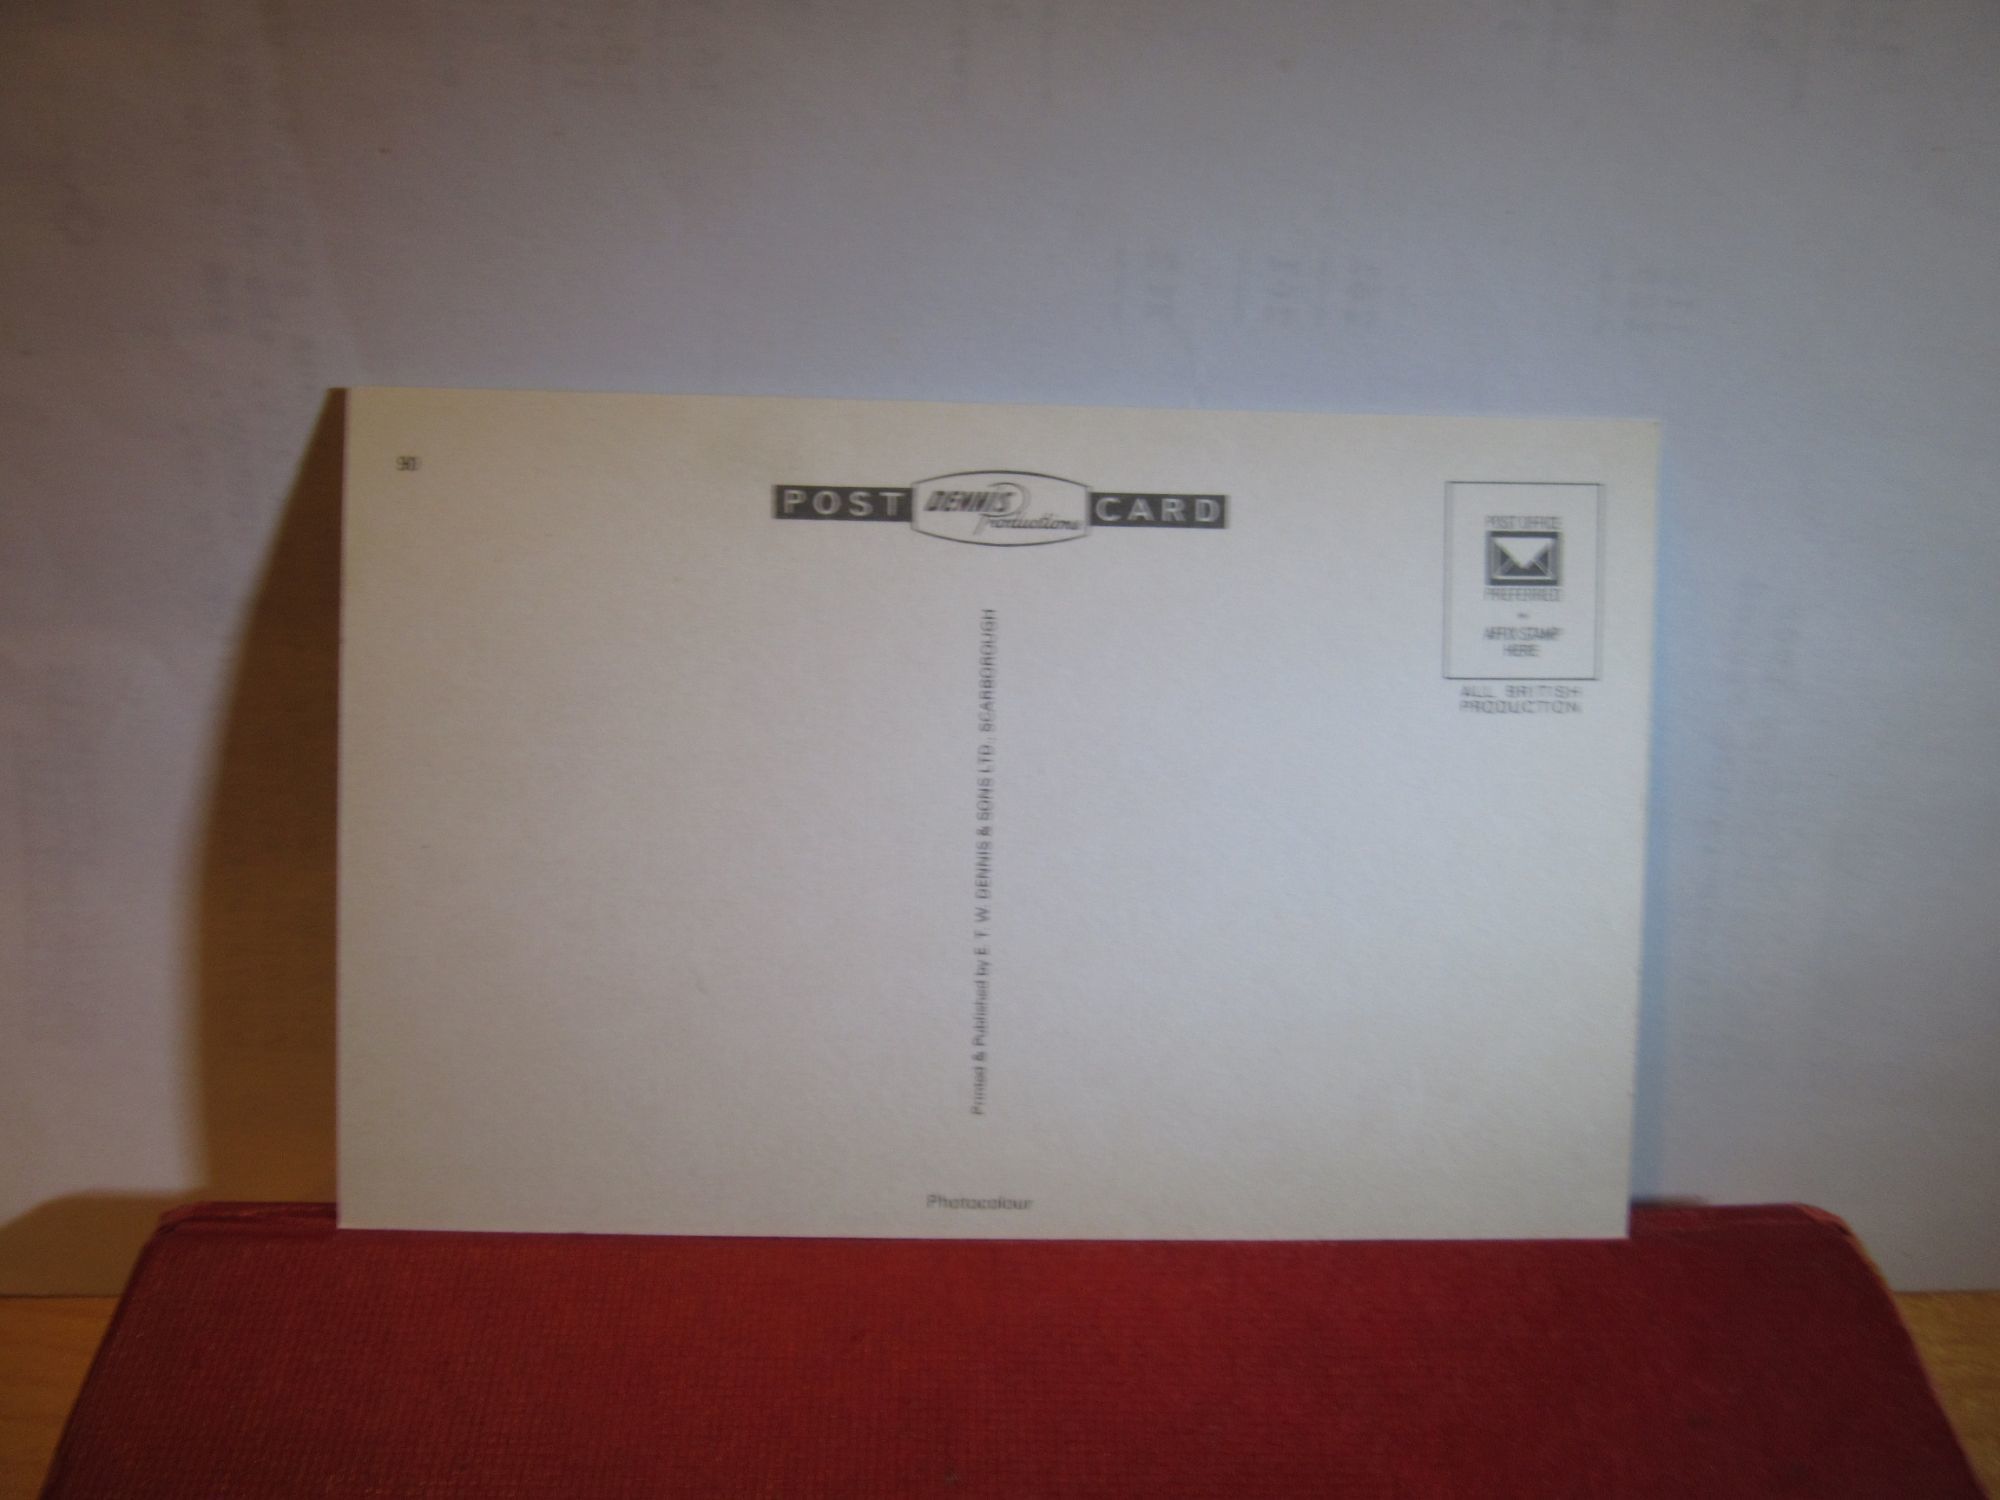 90
POST DENNIS Productions CARD
POST OFFICE
PREFERRED
AFFIX STAMP
HERE
ALL BRITISH
PRODUCTION
Printed & Published by E. T. W. DENNIS & SONS LTD., SCARBOROUGH
Photocolour